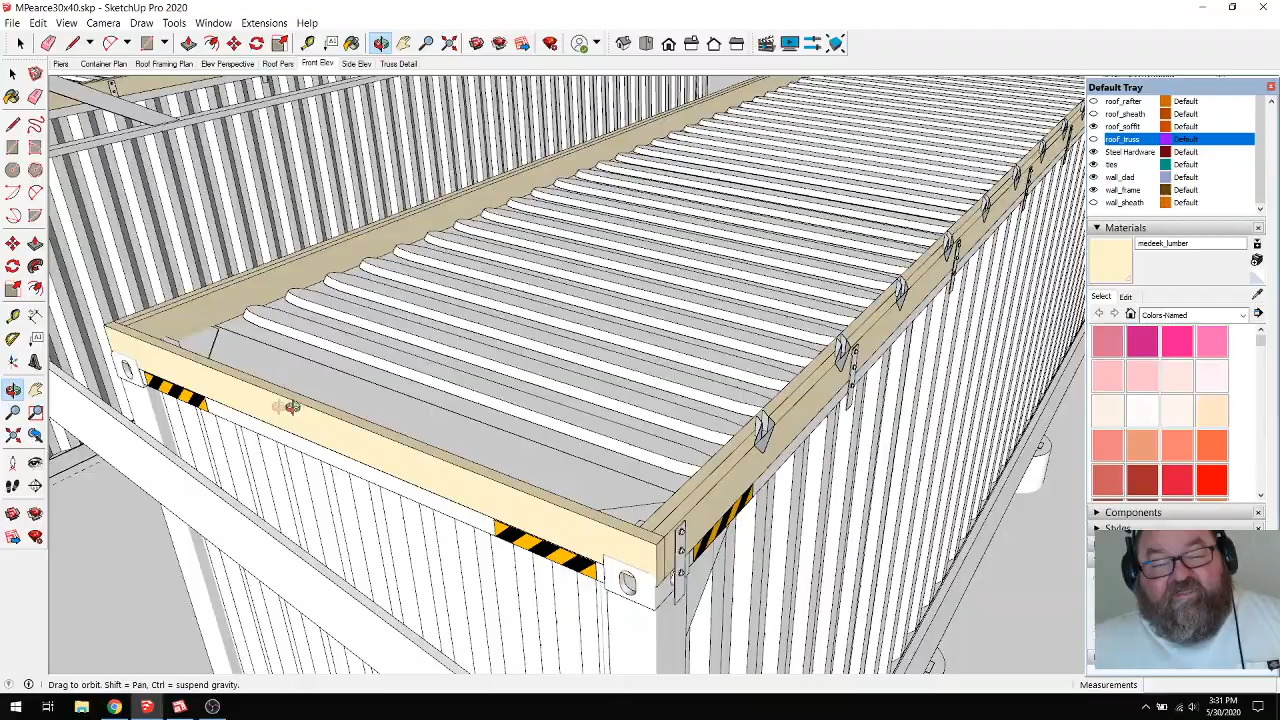 MPearce30x40.skp - SketchUp Pro 2020
File Edit View Camera Draw Tools Window Extensions Help
Piers Container Plan Roof Framing Plan Elev Perspective Roof Pers Front Elev Side Elev Truss Detail
Default Tray
roof_rafter Default
roof_sheath Default
roof_soffit Default
roof_truss Default
Steel Hardware Default
ties Default
wall_dad Default
wall_frame Default
wall_sheath Default
Materials
medeek_lumber
Select Edit
Colors-Named
Components
Styles
Drag to orbit. Shift = Pan, Ctrl = suspend gravity.
Measurements
3:31 PM
5/30/2020